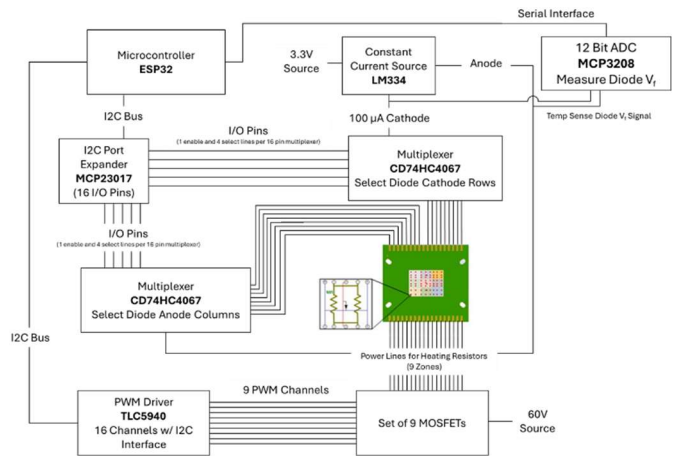 Serial Interface
Microcontroller
ESP32
3.3V
Source
Constant
Current Source
LM334
Anode
12 Bit ADC
MCP3208
Measure Diode Vf
I2C Bus
100 µA Cathode
Temp Sense Diode Vf Signal
I/O Pins
(1 enable and 4 select lines per 16 pin multiplexer)
I2C Port
Expander
MCP23017
(16 I/O Pins)
Multiplexer
CD74HC4067
Select Diode Cathode Rows
I/O Pins
(1 enable and 4 select lines per 16 pin multiplexer)
Multiplexer
CD74HC4067
Select Diode Anode Columns
I2C Bus
Power Lines for Heating Resistors
(9 Zones)
9 PWM Channels
PWM Driver
TLC5940
16 Channels w/ I2C
Interface
Set of 9 MOSFETs
60V
Source